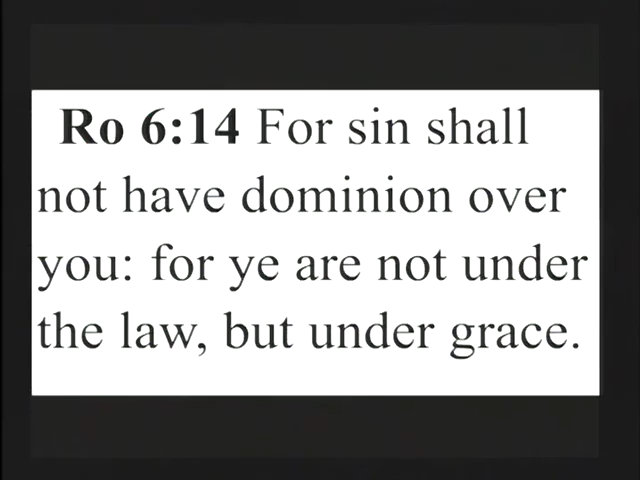 Ro 6:14 For sin shall
not have dominion over
you: for ye are not under
the law, but under grace.